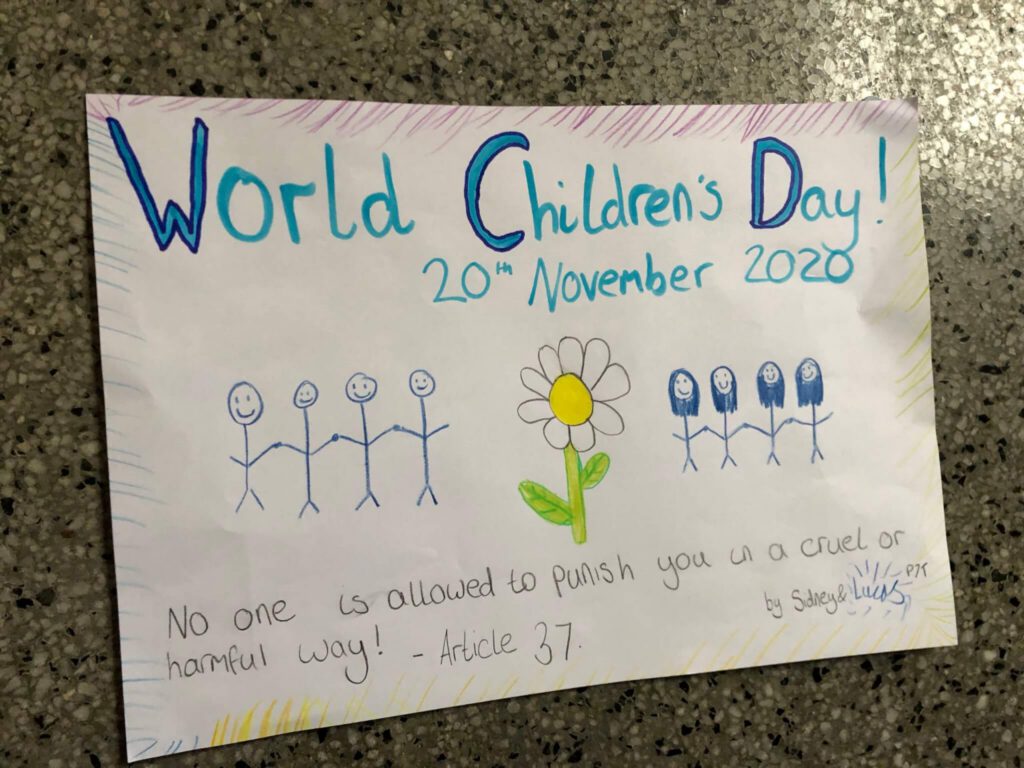 World Children's Day!
20th November 2020
No one is allowed to punish you in a cruel or
harmful way! - Article 37.
by Sidney & Lucas P7K